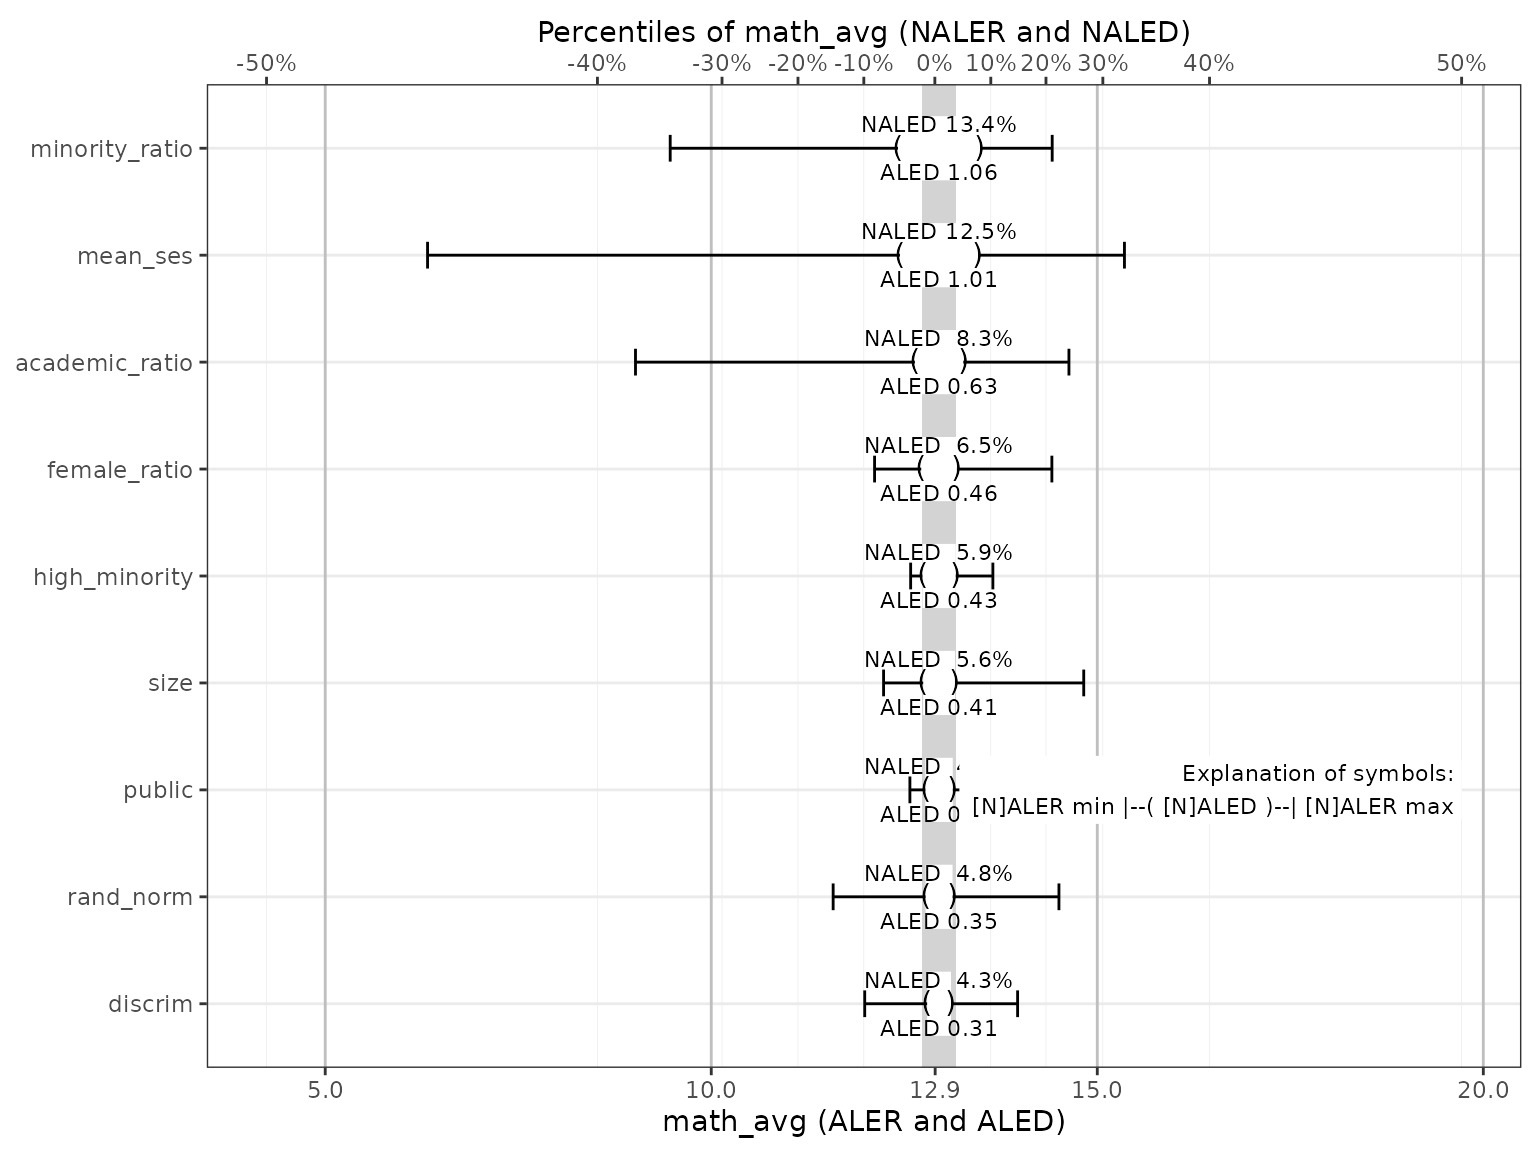 Percentiles of math_avg (NALER and NALED)
-50% -40% -30% -20% -10% 0% 10% 20% 30% 40% 50%
NALED 13.4%
minority_ratio
ALED 1.06
NALED 12.5%
mean_ses
ALED 1.01
NALED 8.3%
academic_ratio
ALED 0.63
NALED 6.5%
female_ratio
ALED 0.46
NALED 5.9%
high_minority
ALED 0.43
NALED 5.6%
size
ALED 0.41
NALED
Explanation of symbols:
public
[N]ALER min |--( [N]ALED )--| [N]ALER max
ALED 0
NALED 4.8%
rand_norm
ALED 0.35
NALED 4.3%
discrim
ALED 0.31
5.0 10.0 12.9 15.0 20.0
math_avg (ALER and ALED)